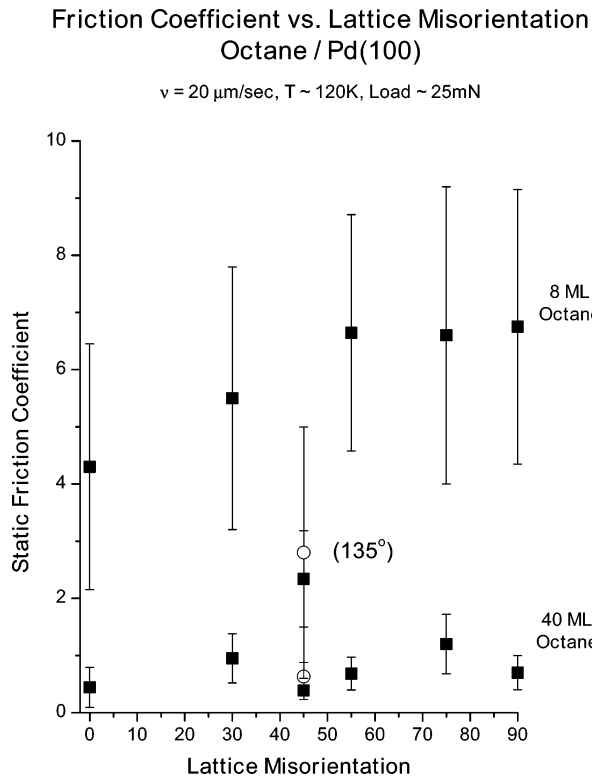 Friction Coefficient vs. Lattice Misorientation
Octane / Pd(100)
ν = 20 μm/sec, T ~ 120K, Load ~ 25mN
10
8
6
4
2
0
Static Friction Coefficient
8 ML
Octane
(135°)
40 ML
Octane
0 10 20 30 40 50 60 70 80 90
Lattice Misorientation